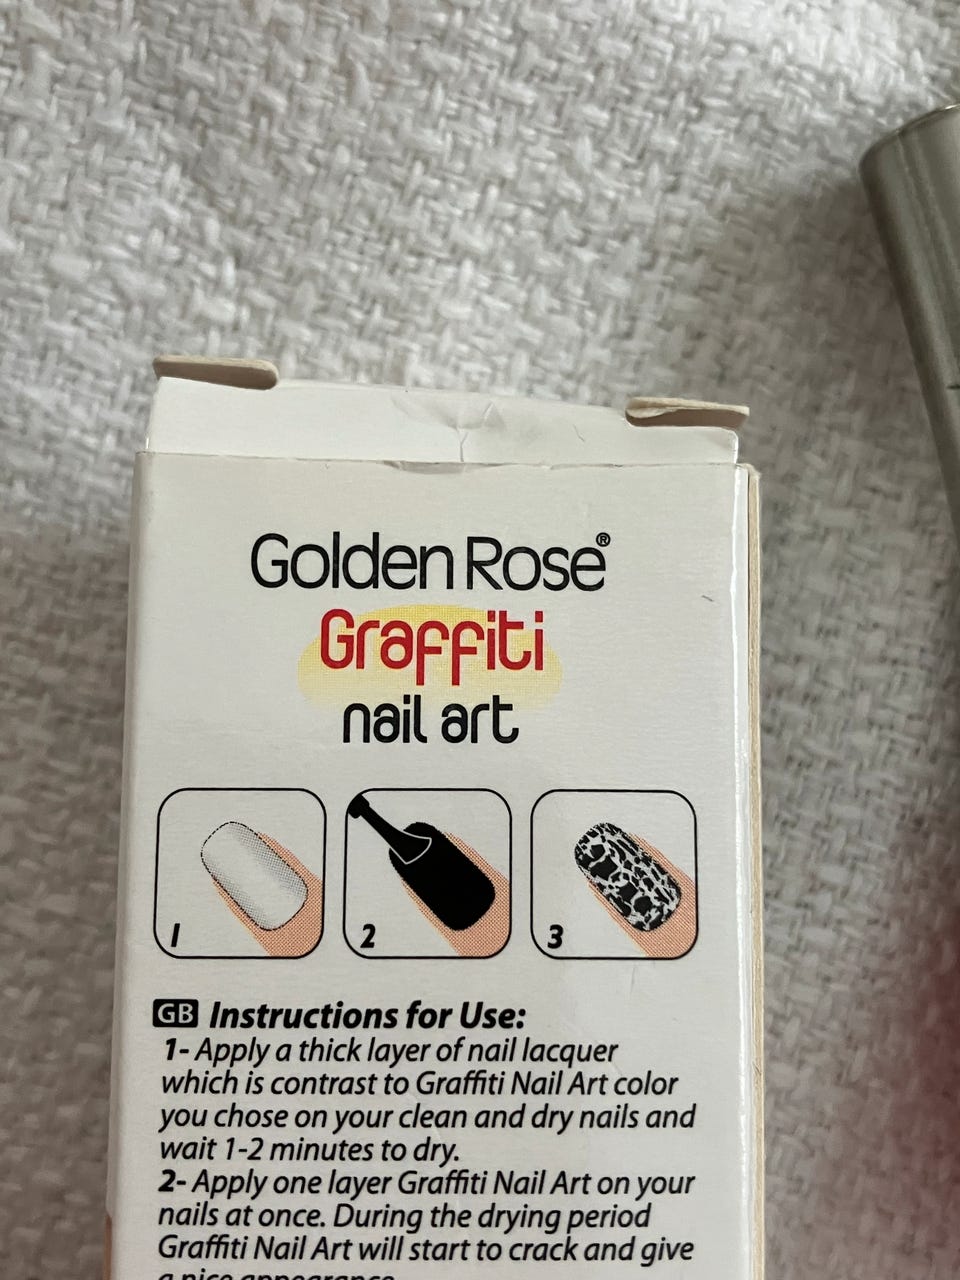 Golden Rose®
Graffiti
nail art
1
2
3
GB Instructions for Use:
1- Apply a thick layer of nail lacquer
which is contrast to Graffiti Nail Art color
you chose on your clean and dry nails and
wait 1-2 minutes to dry.
2- Apply one layer Graffiti Nail Art on your
nails at once. During the drying period
Graffiti Nail Art will start to crack and give
a nice appearance.